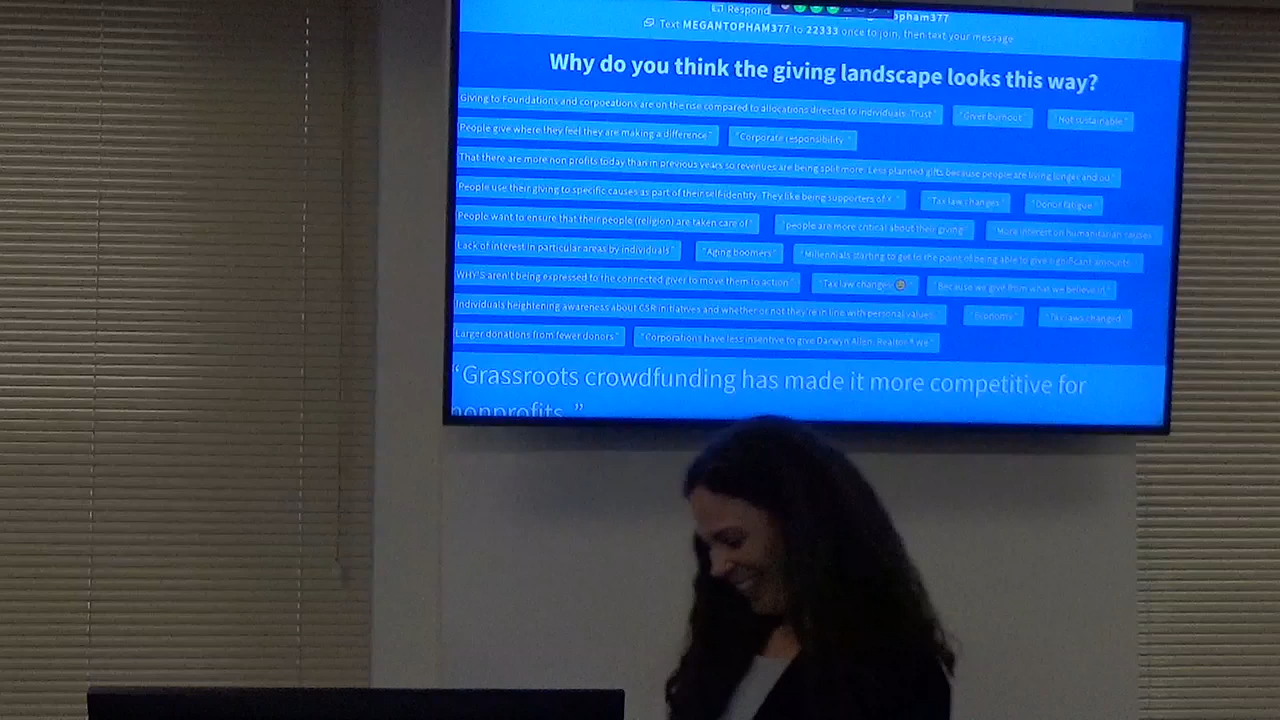 Respond opham377
Text MEGANTOPHAM377 to 22333 once to join, then text your message
Why do you think the giving landscape looks this way?
Giving to Foundations and corpoeations are on the rise compared to allocations directed to individuals. Trust " "Giver burnout " "Not sustainable "
People give where they feel they are making a difference " "Corporate responsibility "
That there are more non profits today than in previous years so revenues are being split more. Less planned gifts because people are living longer and ou "
People use their giving to specific causes as part of their self-identity. They like being supporters of x " "Tax law changes " "Donor fatigue "
People want to ensure that their people (religion) are taken care of " "people are more critical about their giving " More interest on humanitarian causes
Lack of interest in particular areas by individuals " "Aging boomers " "Millennials starting to get to the point of being able to give significant amounts
WHY'S aren't being expressed to the connected giver to move them to action " "Tax law changes " "Because we give from what we believe in "
Individuals heightening awareness about CSR initiatives and whether or not they're in line with personal values. "Economy " "Tax laws changed
Larger donations from fewer donors " "Corporations have less insentive to give Darwyn Allen, Realtor * we "
“Grassroots crowdfunding has made it more competitive for
nonprofits. ”